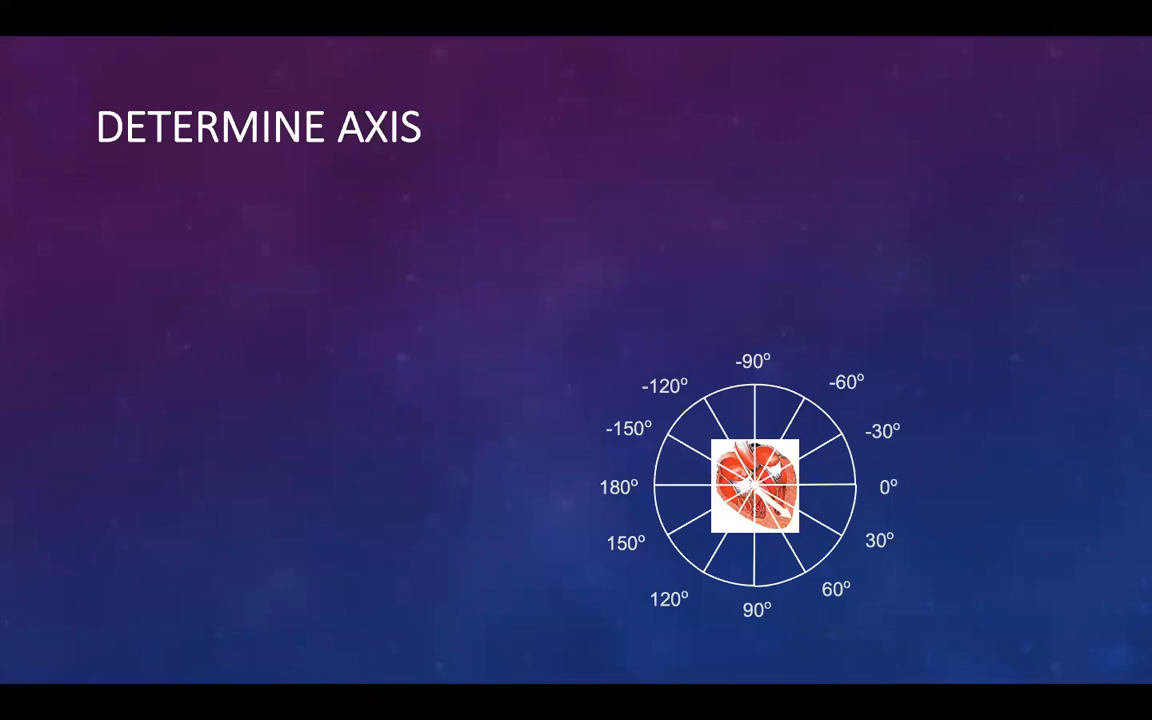 DETERMINE AXIS
-90º
-120º
-60º
-150º
-30º
180º
0º
150º
30º
120º
60º
90º